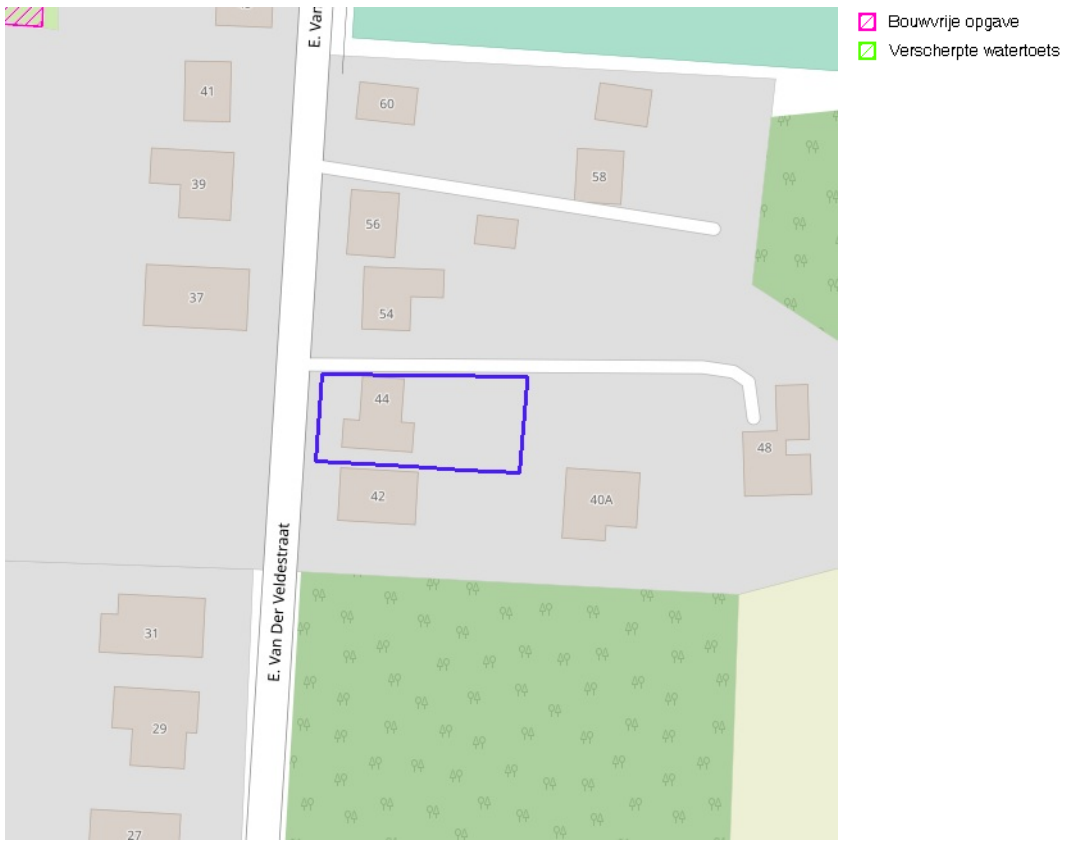 E. Van
Bouwvrije opgave
Verscherpte watertoets
41
60
39
58
56
37
54
44
48
42
40A
E. Van Der Veldestraat
31
29
27